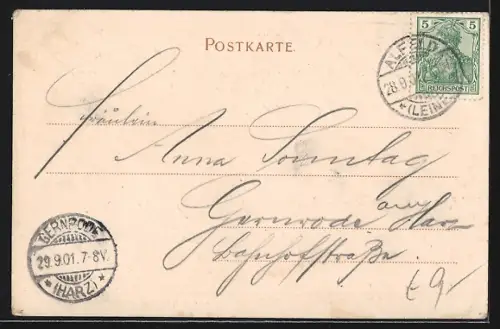 POSTKARTE.
5 5
REICHSPOST
ALFELD
28.9.
* (LEINE
Fräulein
Anna Sonntag
Gernrode am Harz
Bahnhofstraße.
GERNRODE
29.9.01.7-8V.
* (HARZ) *